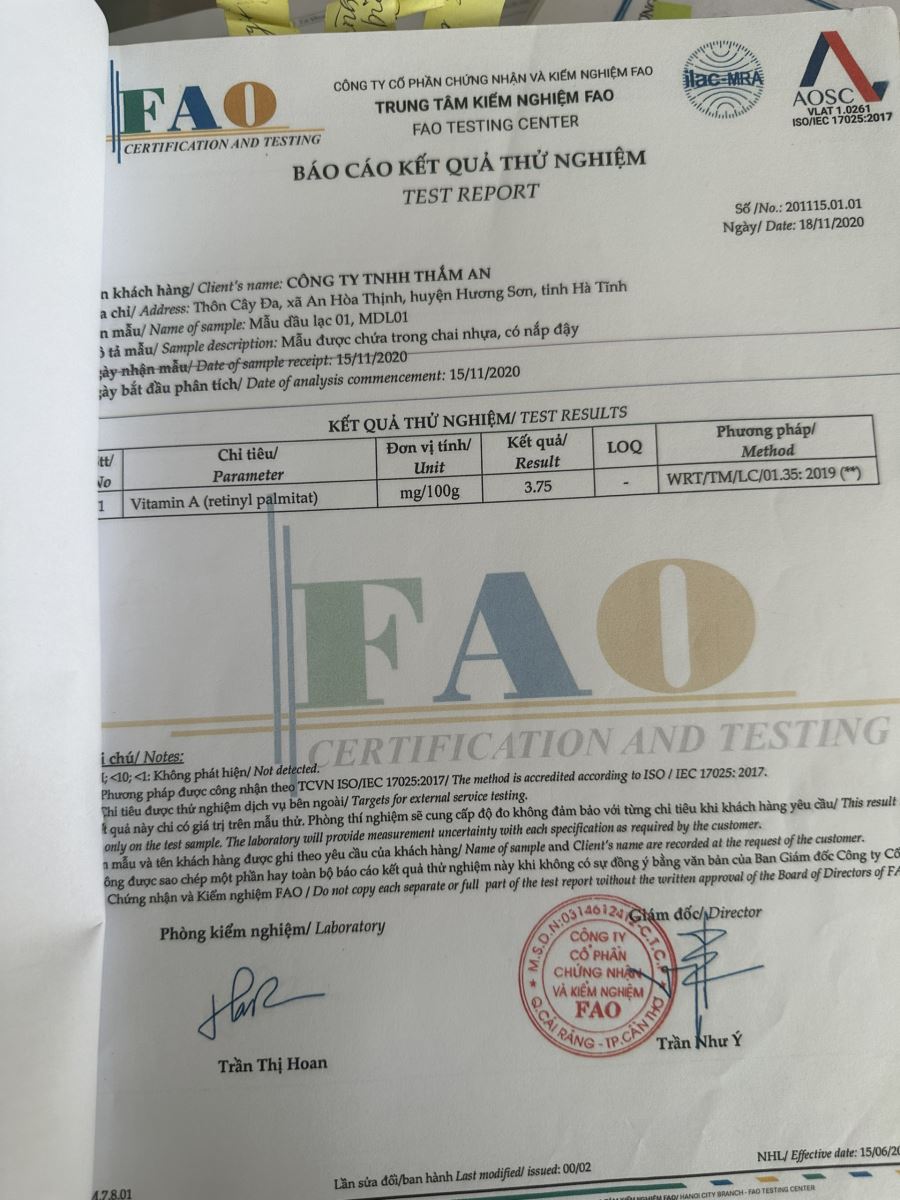 FAO
CERTIFICATION AND TESTING
CÔNG TY CỔ PHẦN CHỨNG NHẬN VÀ KIỂM NGHIỆM FAO
TRUNG TÂM KIỂM NGHIỆM FAO
FAO TESTING CENTER
ilac-MRA
AOSC
VLAT 1.0261
ISO/IEC 17025:2017
BÁO CÁO KẾT QUẢ THỬ NGHIỆM
TEST REPORT
Số /No.: 201115.01.01
Ngày/ Date: 18/11/2020
n khách hàng/ Client's name: CÔNG TY TNHH THẮM AN
a chỉ/ Address: Thôn Cây Đa, xã An Hòa Thịnh, huyện Hương Sơn, tỉnh Hà Tĩnh
n mẫu/ Name of sample: Mẫu dầu lạc 01, MDL01
ô tả mẫu/ Sample description: Mẫu được chứa trong chai nhựa, có nắp đậy
gày nhận mẫu/ Date of sample receipt: 15/11/2020
gày bắt đầu phân tích/ Date of analysis commencement: 15/11/2020
KẾT QUẢ THỬ NGHIỆM/ TEST RESULTS
tt/ No Chỉ tiêu/ Parameter Đơn vị tính/ Unit Kết quả/ Result LOQ Phương pháp/ Method
1 Vitamin A (retinyl palmitat) mg/100g 3.75 - WRT/TM/LC/01.35: 2019 (**)
FAO
CERTIFICATION AND TESTING
i chú/ Notes:
; <10; <1: Không phát hiện/ Not detected.
Phương pháp được công nhận theo TCVN ISO/IEC 17025:2017/ The method is accredited according to ISO / IEC 17025: 2017.
Chỉ tiêu được thử nghiệm dịch vụ bên ngoài/ Targets for external service testing.
t quả này chỉ có giá trị trên mẫu thử. Phòng thí nghiệm sẽ cung cấp độ đo không đảm bảo với từng chỉ tiêu khi khách hàng yêu cầu/ This result
only on the test sample. The laboratory will provide measurement uncertainty with each specification as required by the customer.
n mẫu và tên khách hàng được ghi theo yêu cầu của khách hàng/ Name of sample and Client's name are recorded at the request of the customer.
ông được sao chép một phần hay toàn bộ báo cáo kết quả thử nghiệm này khi không có sự đồng ý bằng văn bản của Ban Giám đốc Công ty Cổ
Chứng nhận và Kiểm nghiệm FAO / Do not copy each separate or full part of the test report without the written approval of the Board of Directors of FA
Phòng kiểm nghiệm/ Laboratory
Giám đốc/ Director
CÔNG TY
CỔ PHẦN
CHỨNG NHẬN
VÀ KIỂM NGHIỆM
FAO
Q.CÁI RĂNG - TP.CẦN THƠ
Trần Thị Hoan
Trần Như Ý
NHL/ Effective date: 15/06/20
Lần sửa đổi/ban hành Last modified/ issued: 00/02
4.7.8.01
HANOI CITY BRANCH - FAO TESTING CENTER